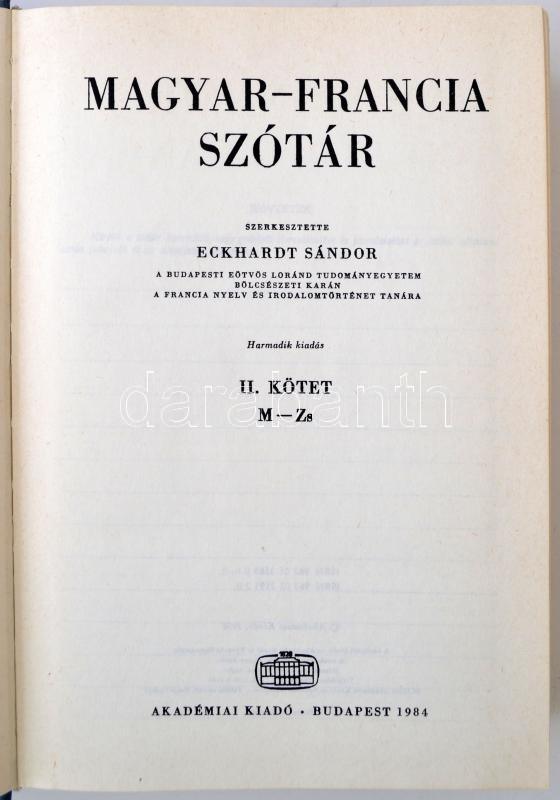 MAGYAR–FRANCIA
SZÓTÁR
SZERKESZTETTE
ECKHARDT SÁNDOR
A BUDAPESTI EÖTVÖS LORÁND TUDOMÁNYEGYETEM
BÖLCSÉSZETI KARÁN
A FRANCIA NYELV ÉS IRODALOMTÖRTÉNET TANÁRA
Harmadik kiadás
II. KÖTET
darabanth
M — Zs
AKADÉMIAI KIADÓ • BUDAPEST 1984